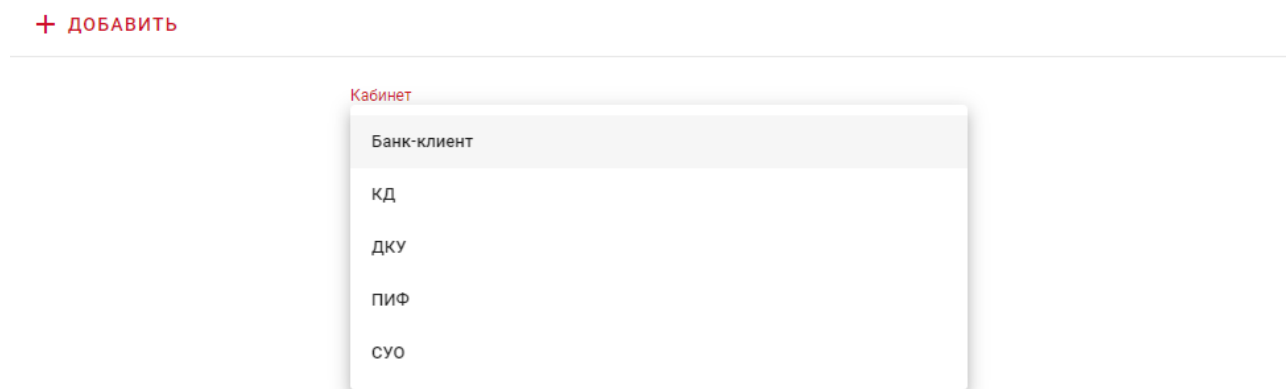 + ДОБАВИТЬ
Кабинет
Банк-клиент
КД
ДКУ
ПИФ
СУО